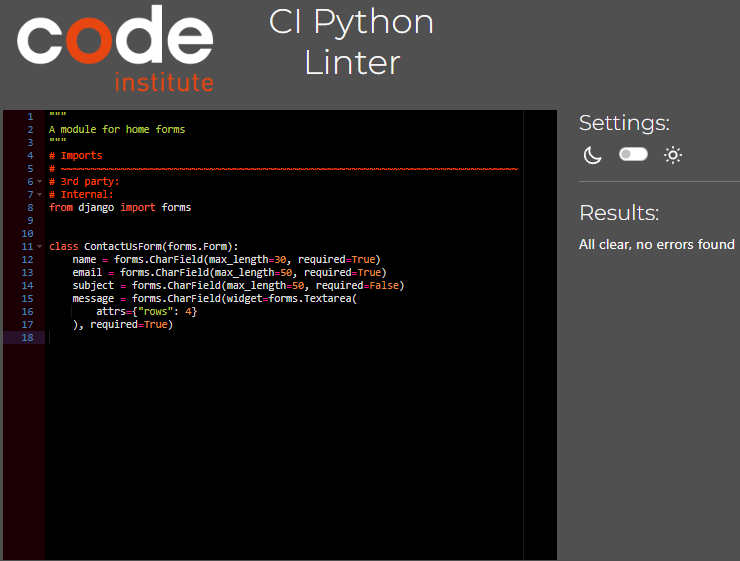 code
institute
CI Python
Linter
1 """
2 A module for home forms
3 """
4 # Imports
5 # ~~~~~~~~~~~~~~~~~~~~~~~~~~~~~~~~~~~~~~~~~~~~~~~~~~~~~~~~~~~~~~~~~~~~~~~~~~~~~
6 # 3rd party:
7 # Internal:
8 from django import forms
9
10
11 class ContactUsForm(forms.Form):
12     name = forms.CharField(max_length=30, required=True)
13     email = forms.CharField(max_length=50, required=True)
14     subject = forms.CharField(max_length=50, required=False)
15     message = forms.CharField(widget=forms.Textarea(
16         attrs={"rows": 4}
17     ), required=True)
18
Settings:
Results:
All clear, no errors found